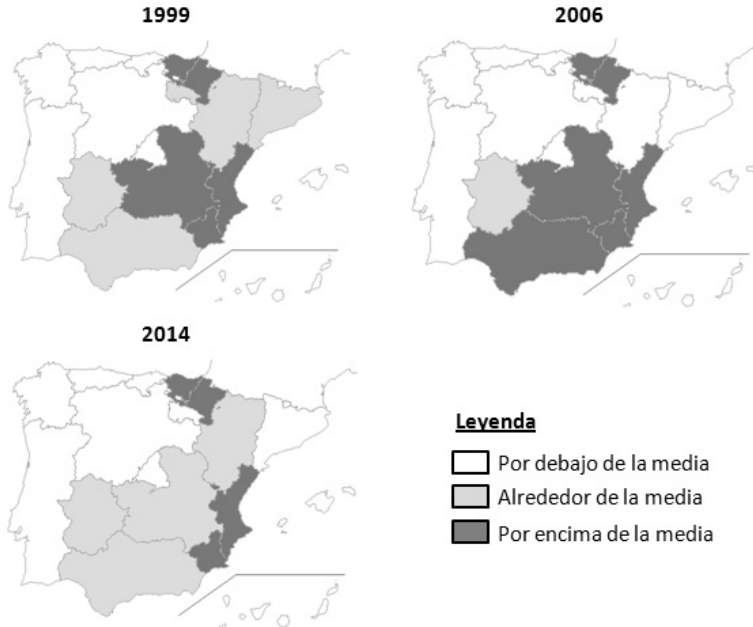 1999
2006
2014
Leyenda
Por debajo de la media
Alrededor de la media
Por encima de la media